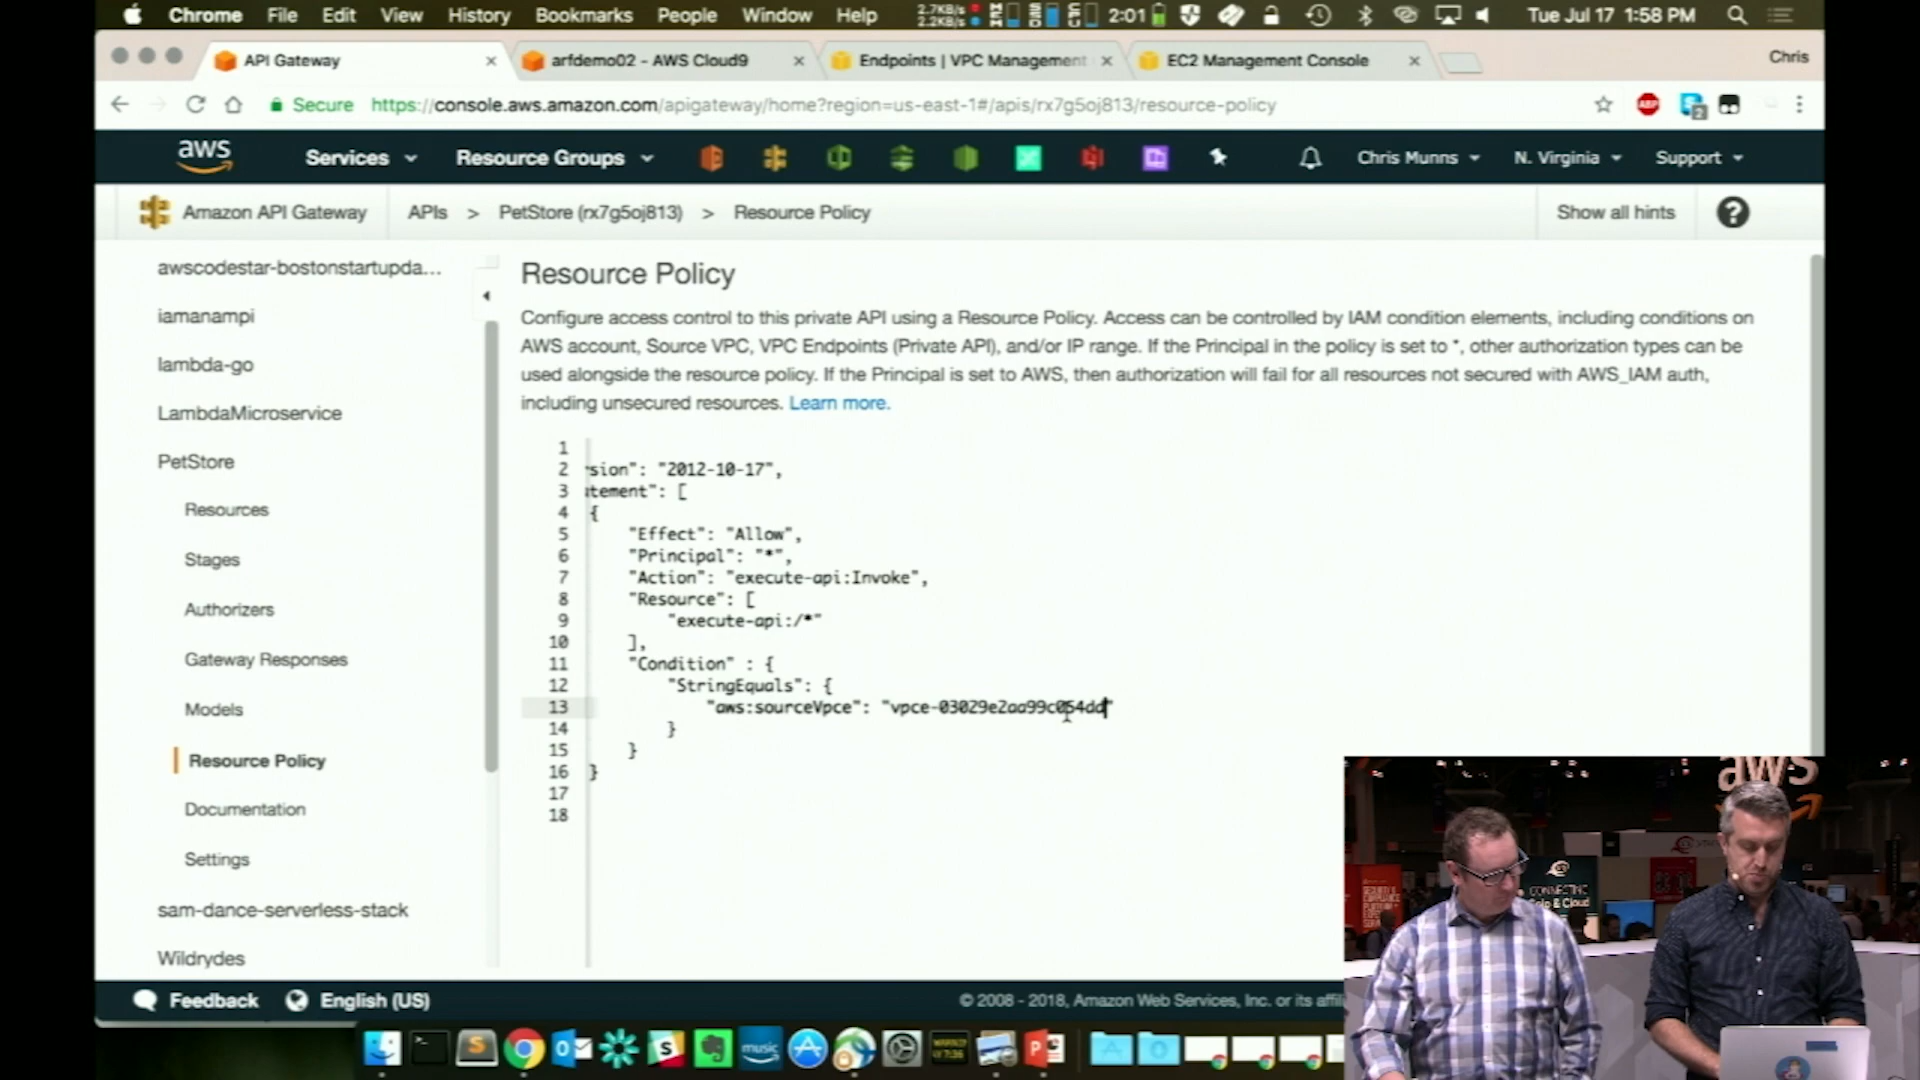 Chrome File Edit View History Bookmarks People Window Help 2.7KB/s 2.2KB/s 2:01 Tue Jul 17 1:58 PM
API Gateway arfdemo02 - AWS Cloud9 Endpoints | VPC Management EC2 Management Console Chris
Secure https://console.aws.amazon.com/apigateway/home?region=us-east-1#/apis/rx7g5oj813/resource-policy ABP 2
aws Services Resource Groups Chris Munns N. Virginia Support
Amazon API Gateway APIs > PetStore (rx7g5oj813) > Resource Policy Show all hints ?
awscodestar-bostonstartupda...
iamanampi
lambda-go
LambdaMicroservice
PetStore
Resources
Stages
Authorizers
Gateway Responses
Models
Resource Policy
Documentation
Settings
sam-dance-serverless-stack
Wildrydes
Resource Policy
Configure access control to this private API using a Resource Policy. Access can be controlled by IAM condition elements, including conditions on
AWS account, Source VPC, VPC Endpoints (Private API), and/or IP range. If the Principal in the policy is set to *, other authorization types can be
used alongside the resource policy. If the Principal is set to AWS, then authorization will fail for all resources not secured with AWS_IAM auth,
including unsecured resources. Learn more.
1
2 sion": "2012-10-17",
3 tement": [
4 {
5 "Effect": "Allow",
6 "Principal": "*",
7 "Action": "execute-api:Invoke",
8 "Resource": [
9 "execute-api:/*"
10 ],
11 "Condition" : {
12 "StringEquals": {
13 "aws:sourceVpce": "vpce-03029e2aa99c054dd"
14 }
15 }
16 }
17
18
Feedback English (US) © 2008 - 2018, Amazon Web Services, Inc. or its affili
music
aws
CONNECTING
& Cloud